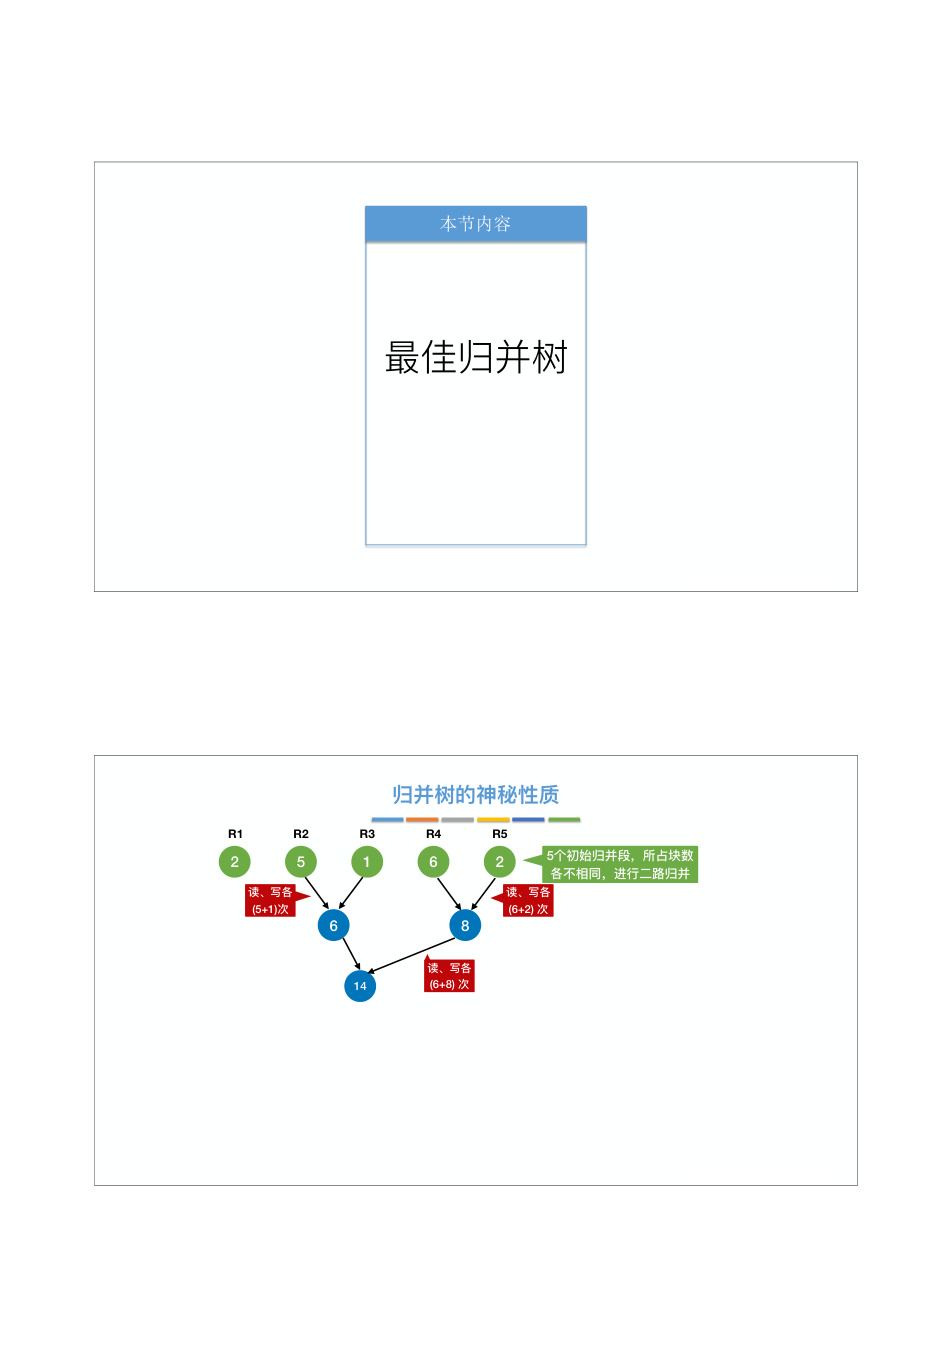 本节内容
最佳归并树
归并树的神秘性质
R1 R2 R3 R4 R5
2 5 1 6 2
5个初始归并段，所占块数
各不相同，进行二路归并
读、写各
(5+1)次
读、写各
(6+2) 次
6 8
读、写各
(6+8) 次
14